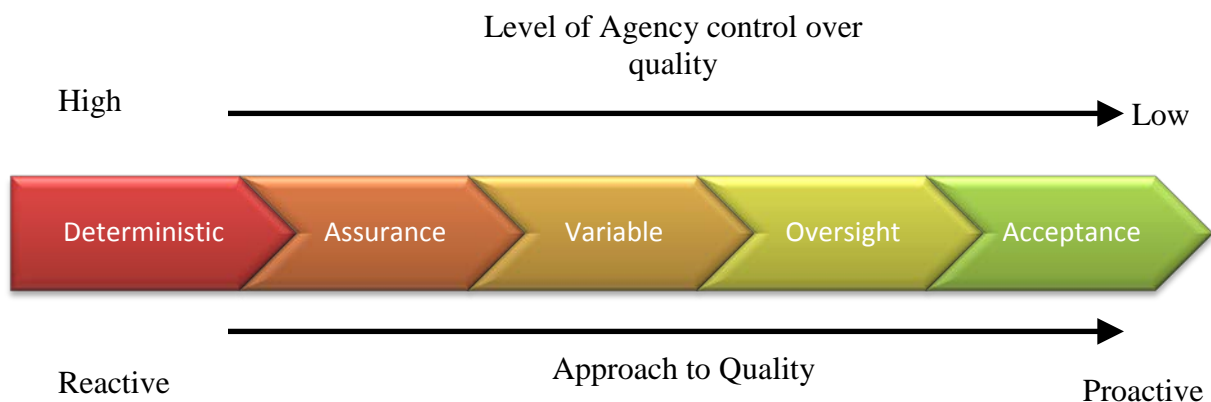 Level of Agency control over
quality
High
Low
Deterministic
Assurance
Variable
Oversight
Acceptance
Approach to Quality
Reactive
Proactive